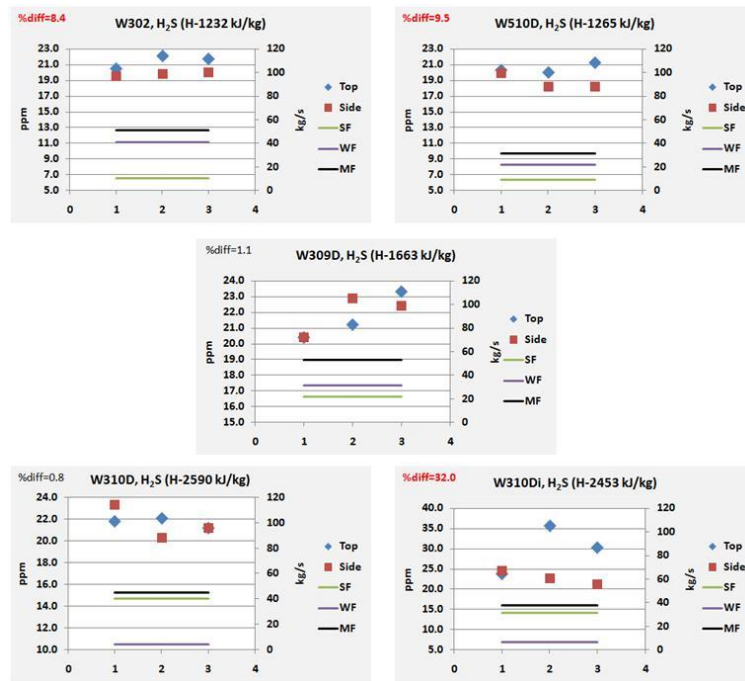 %diff=8.4
W302, H₂S (H-1232 kJ/kg)
23.0 120
21.0
19.0 100
17.0 80
15.0
13.0 60
11.0 40
9.0
7.0 20
5.0 0
0 1 2 3 4
ppm
kg/s
Top
Side
SF
WF
MF
%diff=9.5
W510D, H₂S (H-1265 kJ/kg)
23.0 120
21.0
19.0 100
17.0 80
15.0
13.0 60
11.0 40
9.0
7.0 20
5.0 0
0 1 2 3 4
ppm
kg/s
Top
Side
SF
WF
MF
%diff=1.1
W309D, H₂S (H-1663 kJ/kg)
24.0 120
23.0
22.0 100
21.0 80
20.0
19.0 60
18.0 40
17.0
16.0 20
15.0 0
0 1 2 3 4
ppm
kg/s
Top
Side
SF
WF
MF
%diff=0.8
W310D, H₂S (H-2590 kJ/kg)
24.0 120
22.0 100
20.0 80
18.0
16.0 60
14.0 40
12.0 20
10.0 0
0 1 2 3 4
ppm
kg/s
Top
Side
SF
WF
MF
%diff=32.0
W310Di, H₂S (H-2453 kJ/kg)
40.0 120
35.0 100
30.0 80
25.0
20.0 60
15.0 40
10.0 20
5.0 0
0 1 2 3 4
ppm
kg/s
Top
Side
SF
WF
MF